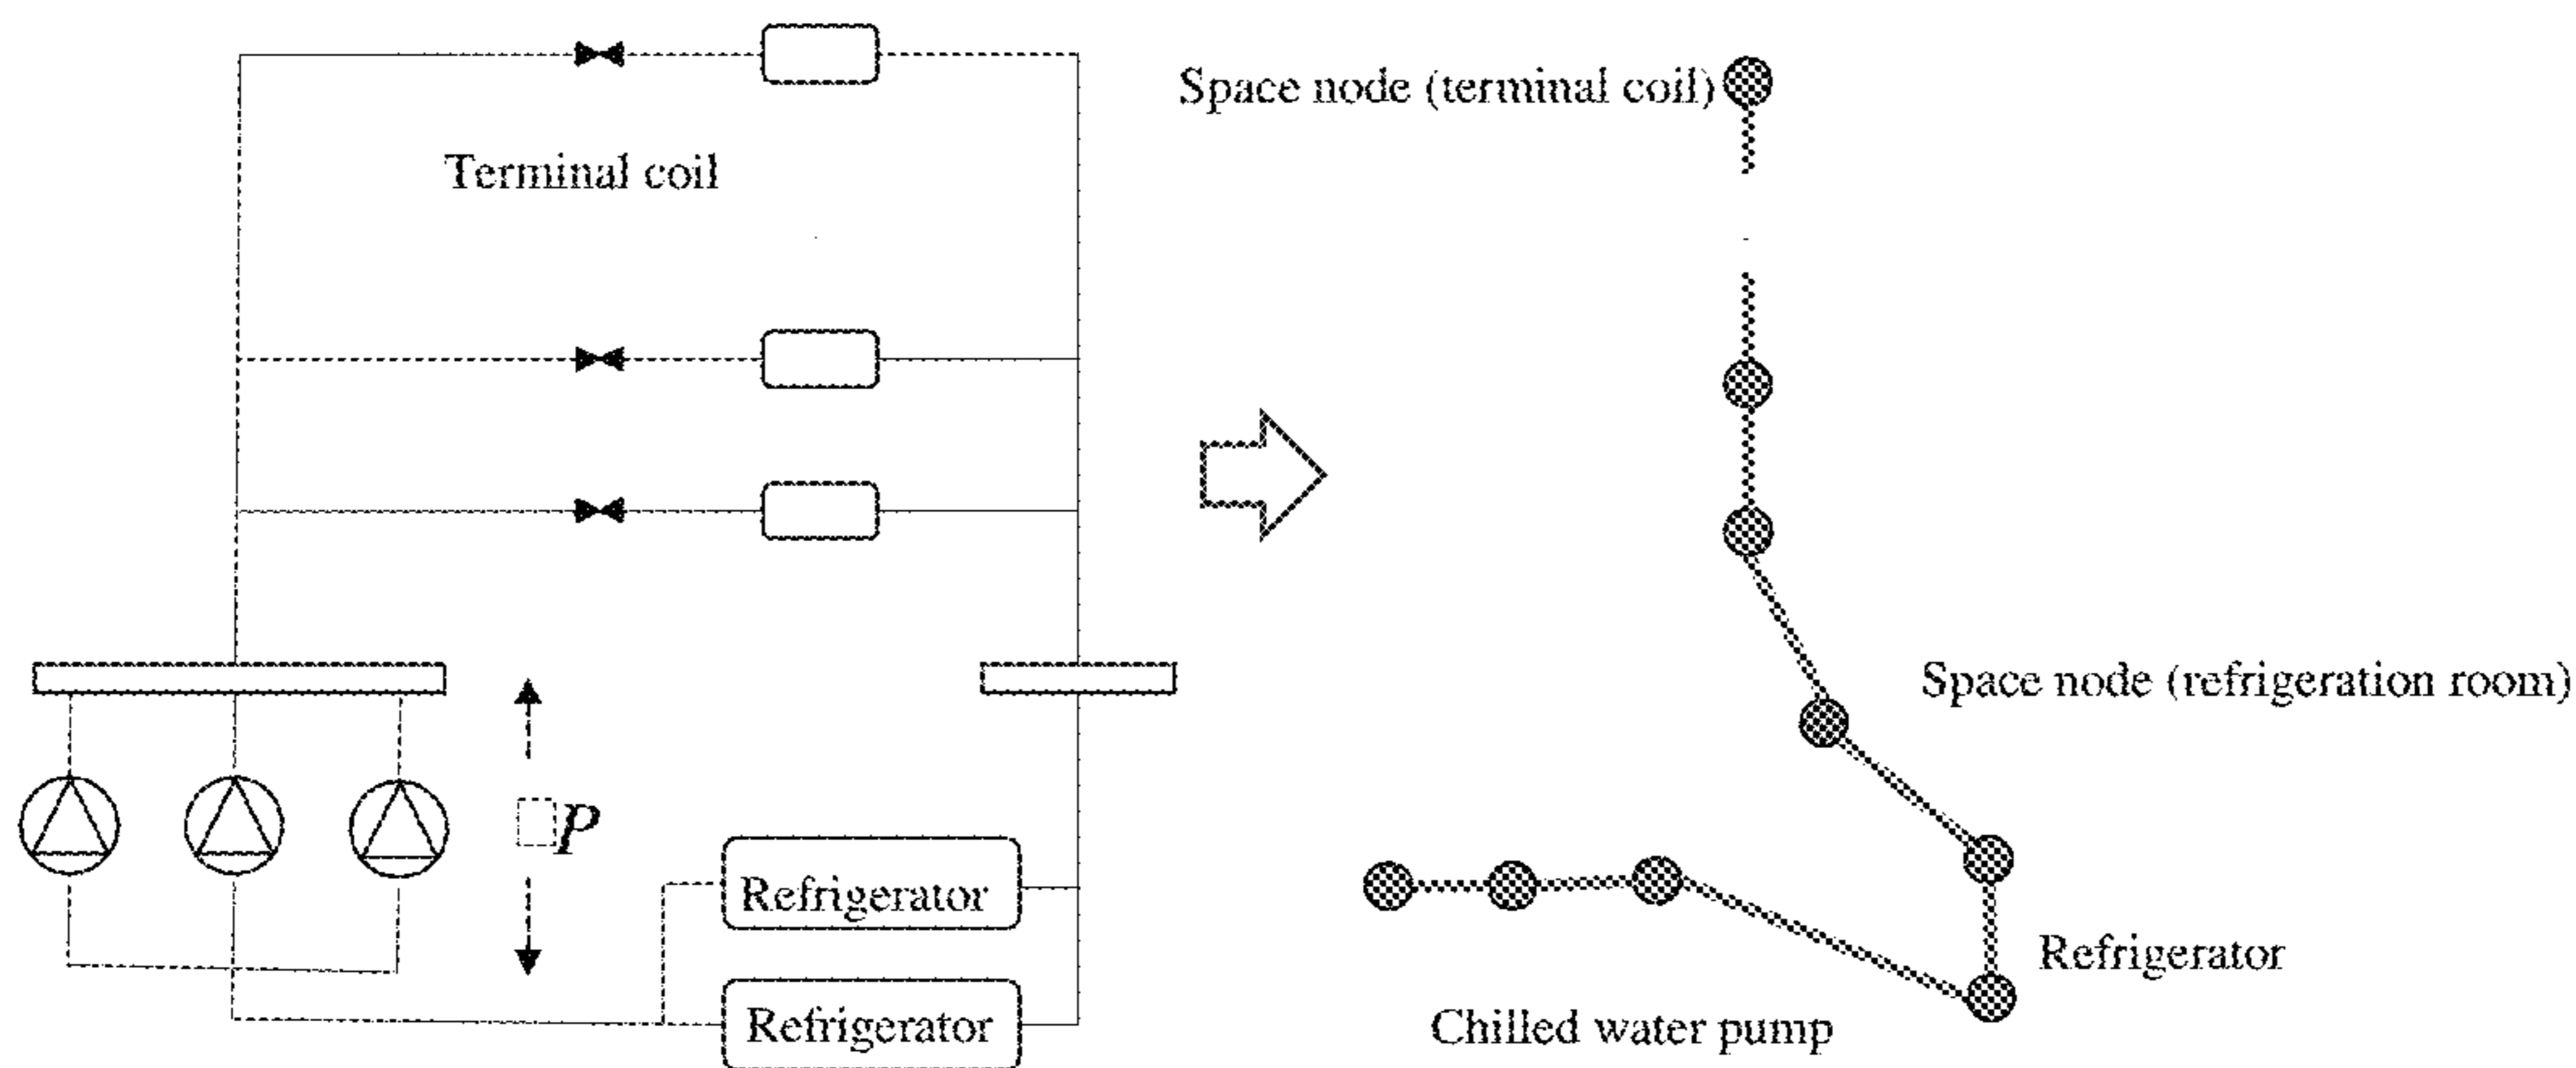 Space node (terminal coil)
Terminal coil
Space node (refrigeration room)
P
Refrigerator
Refrigerator
Refrigerator
Chilled water pump